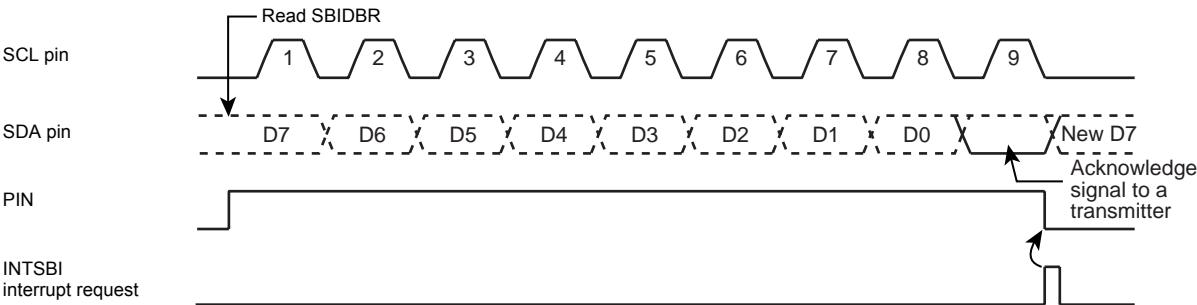 Read SBIDBR
SCL pin
1 2 3 4 5 6 7 8 9
SDA pin
D7 D6 D5 D4 D3 D2 D1 D0 New D7
Acknowledge
signal to a
transmitter
PIN
INTSBI
interrupt request